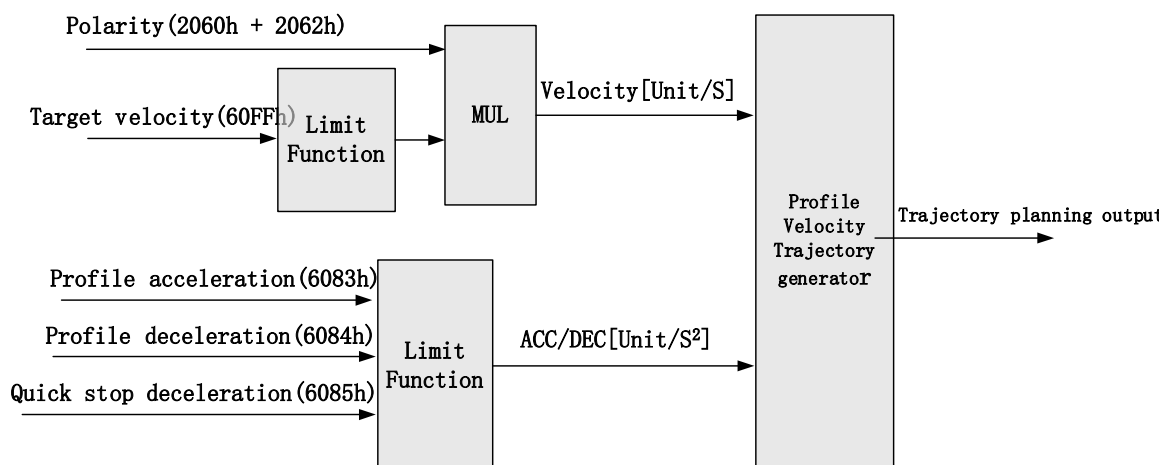 Polarity(2060h + 2062h)
Target velocity(60FFh)
Limit
Function
MUL
Velocity[Unit/S]
Profile
Velocity
Trajectory
generator
Trajectory planning output
Profile acceleration(6083h)
Profile deceleration(6084h)
Quick stop deceleration(6085h)
Limit
Function
ACC/DEC[Unit/S²]